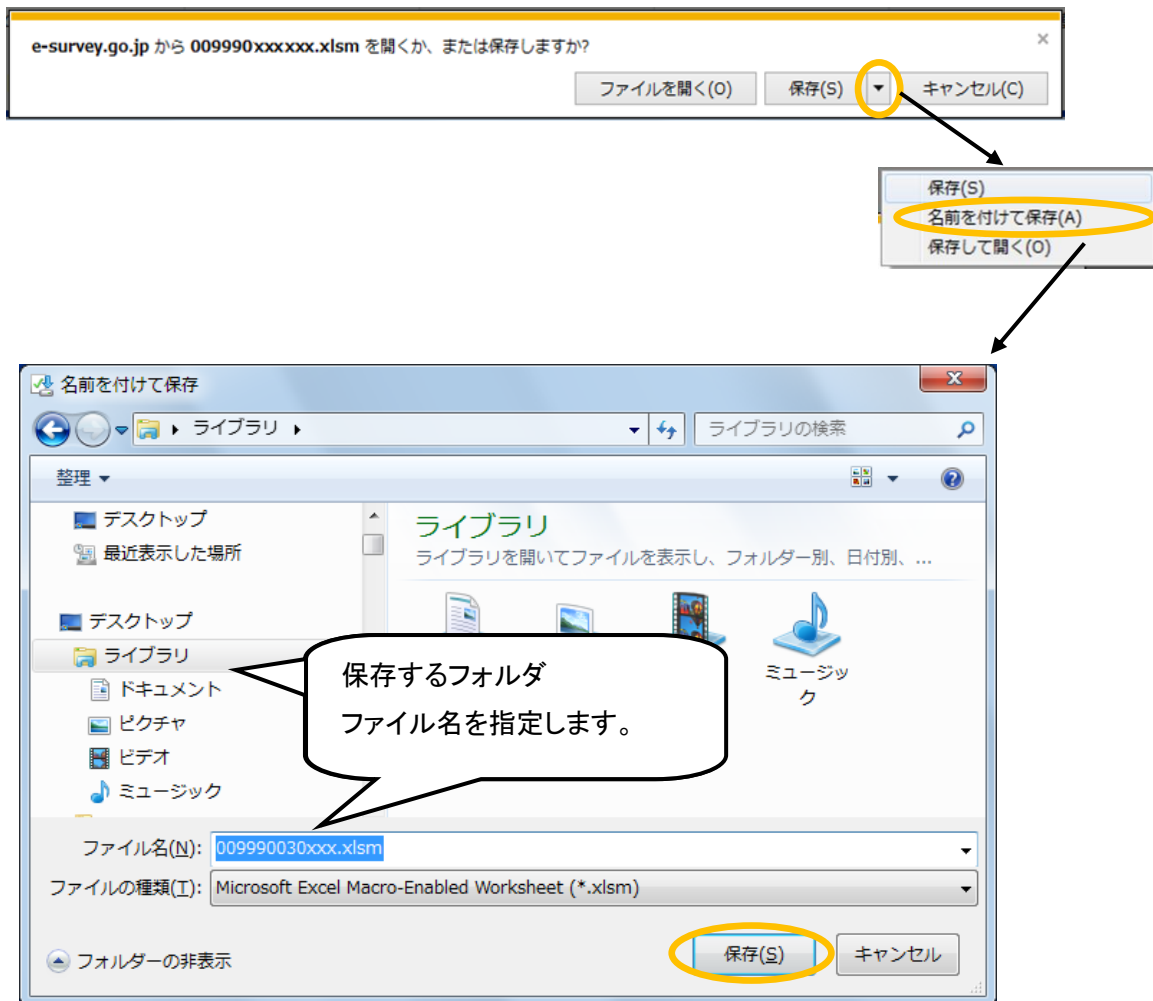 e-survey.go.jp から 009990xxxxxx.xlsm を開くか、または保存しますか?
×
ファイルを開く(O)
保存(S)
キャンセル(C)
保存(S)
名前を付けて保存(A)
保存して開く(O)
名前を付けて保存
ライブラリ
ライブラリの検索
整理
デスクトップ
最近表示した場所
デスクトップ
ライブラリ
ドキュメント
ピクチャ
ビデオ
ミュージック
ライブラリ
ライブラリを開いてファイルを表示し、フォルダー別、日付別、...
ミュージッ
ク
保存するフォルダ
ファイル名を指定します。
ファイル名(N): 009990030xxx.xlsm
ファイルの種類(T): Microsoft Excel Macro-Enabled Worksheet (*.xlsm)
フォルダーの非表示
保存(S)
キャンセル